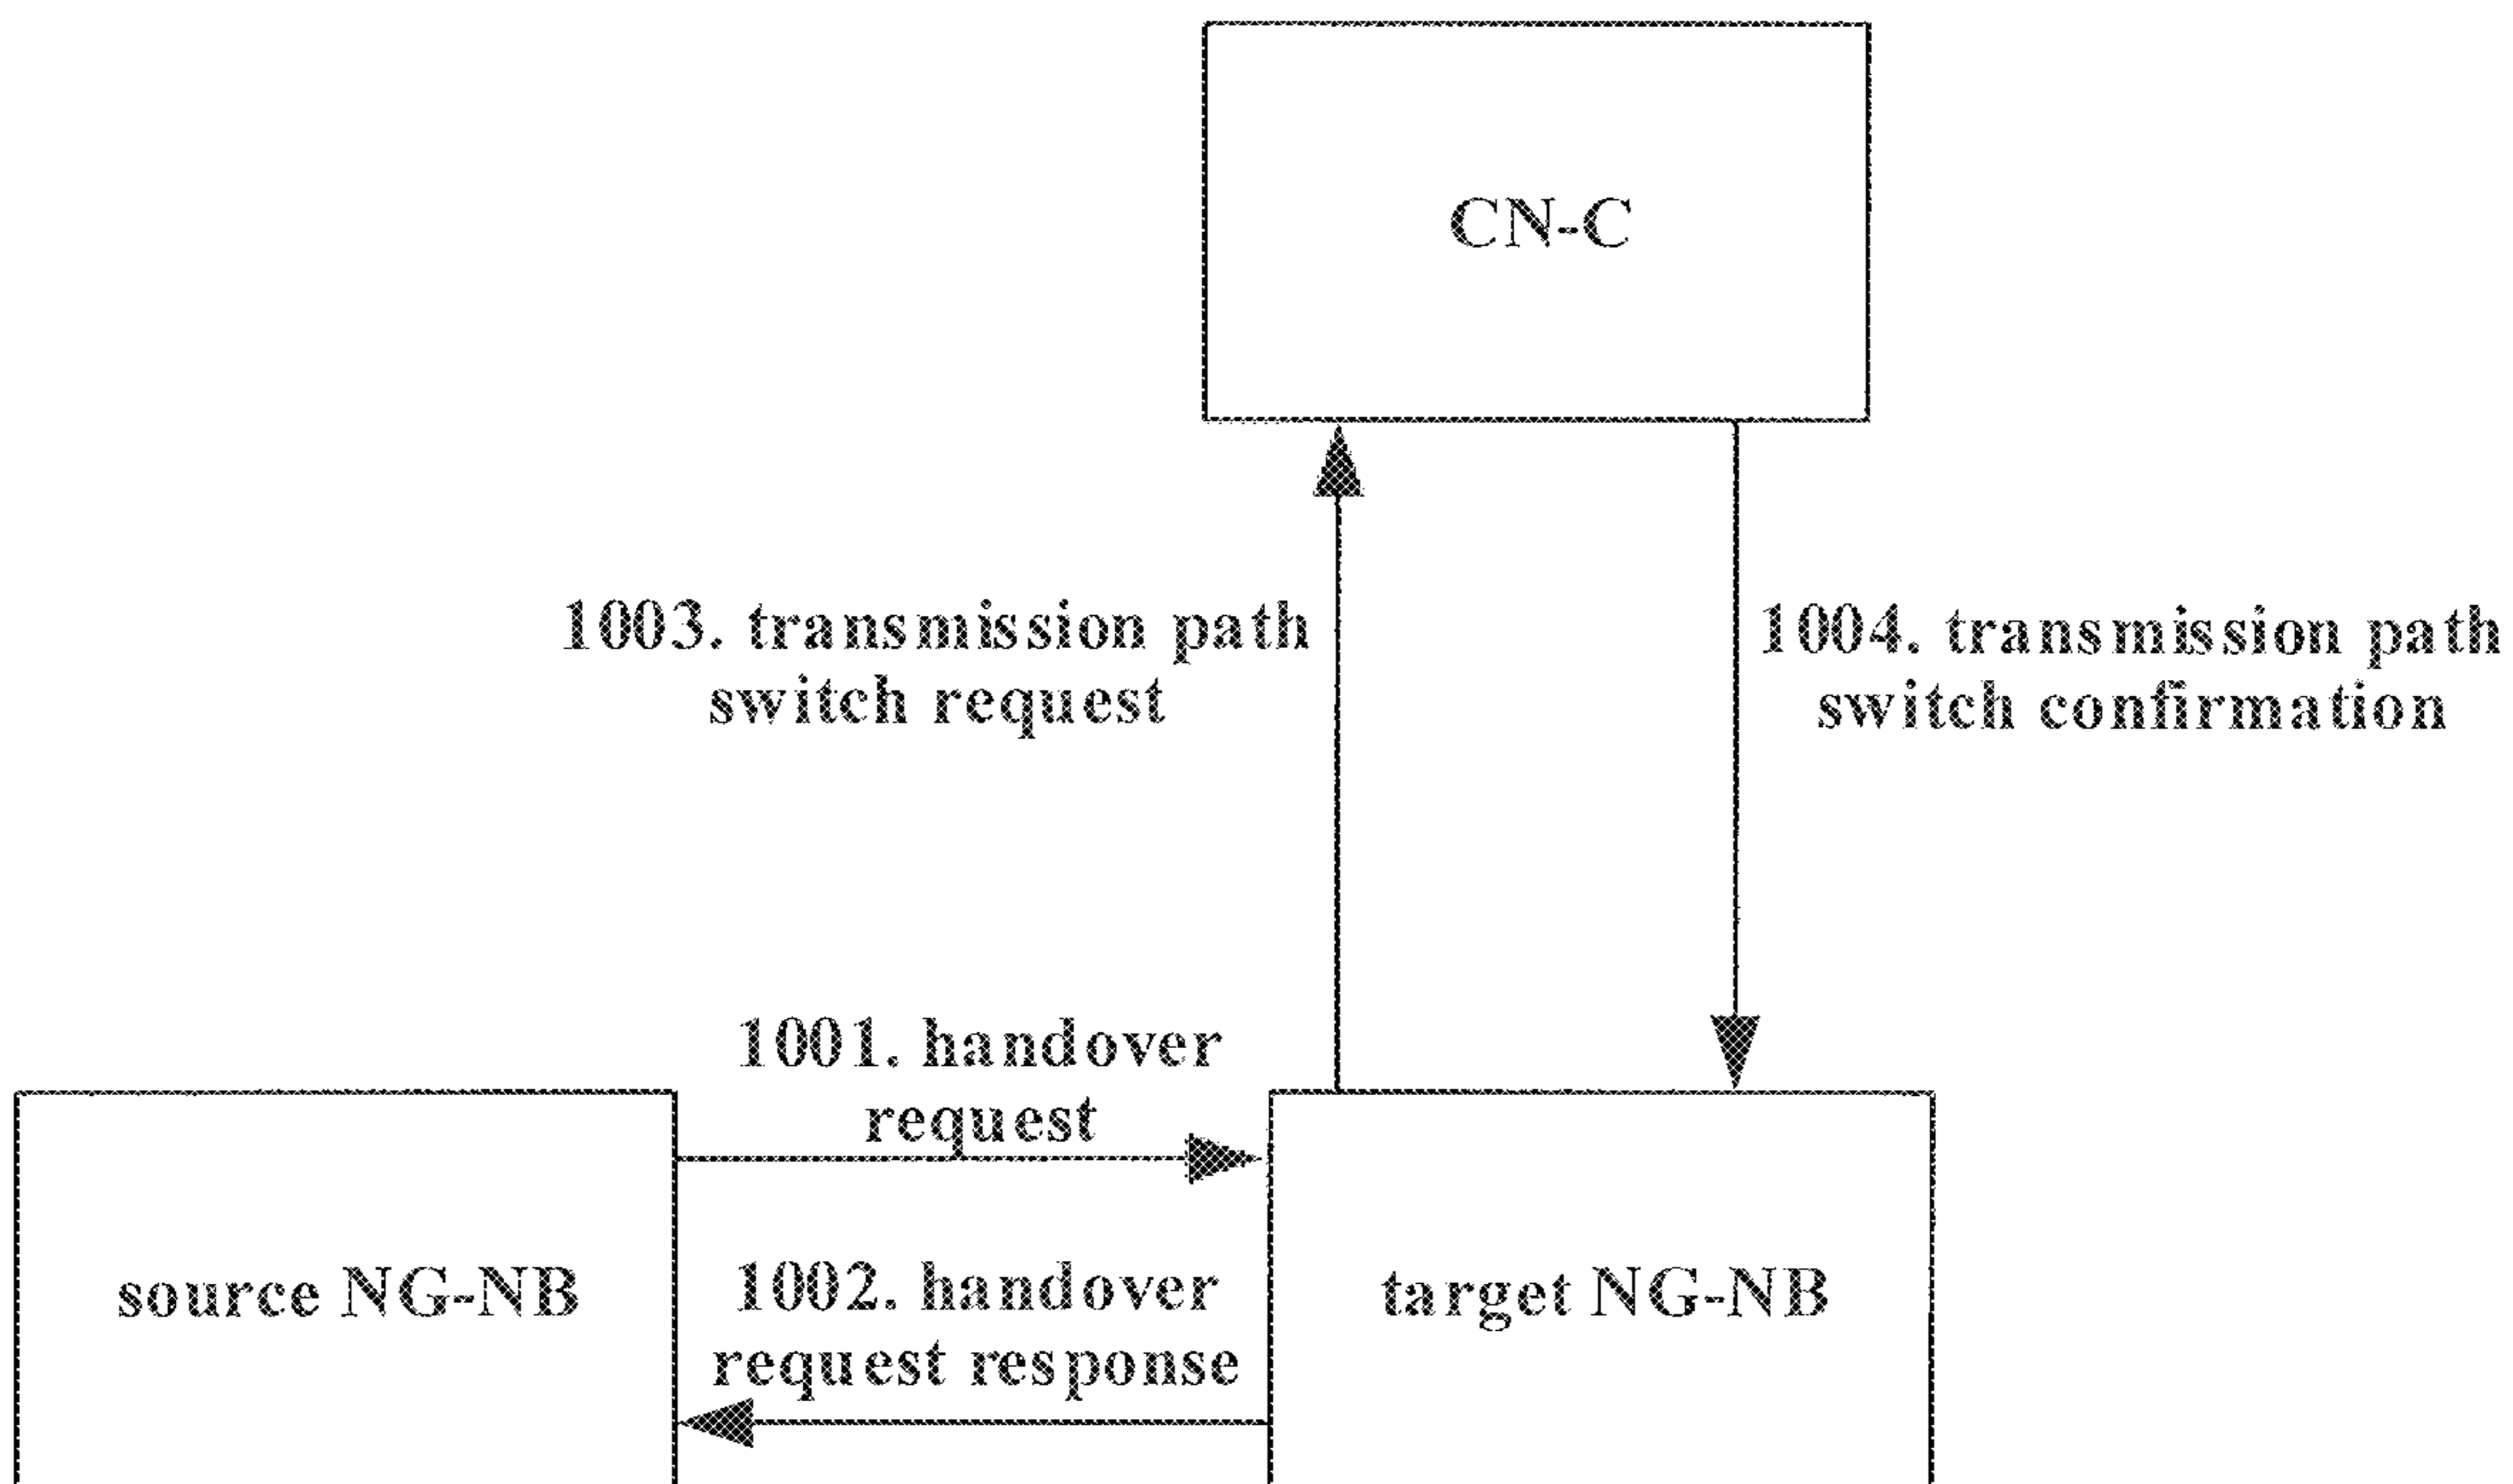 CN-C
1003. transmission path
switch request
1004. transmission path
switch confirmation
1001. handover
request
source NG-NB
1002. handover
request response
target NG-NB